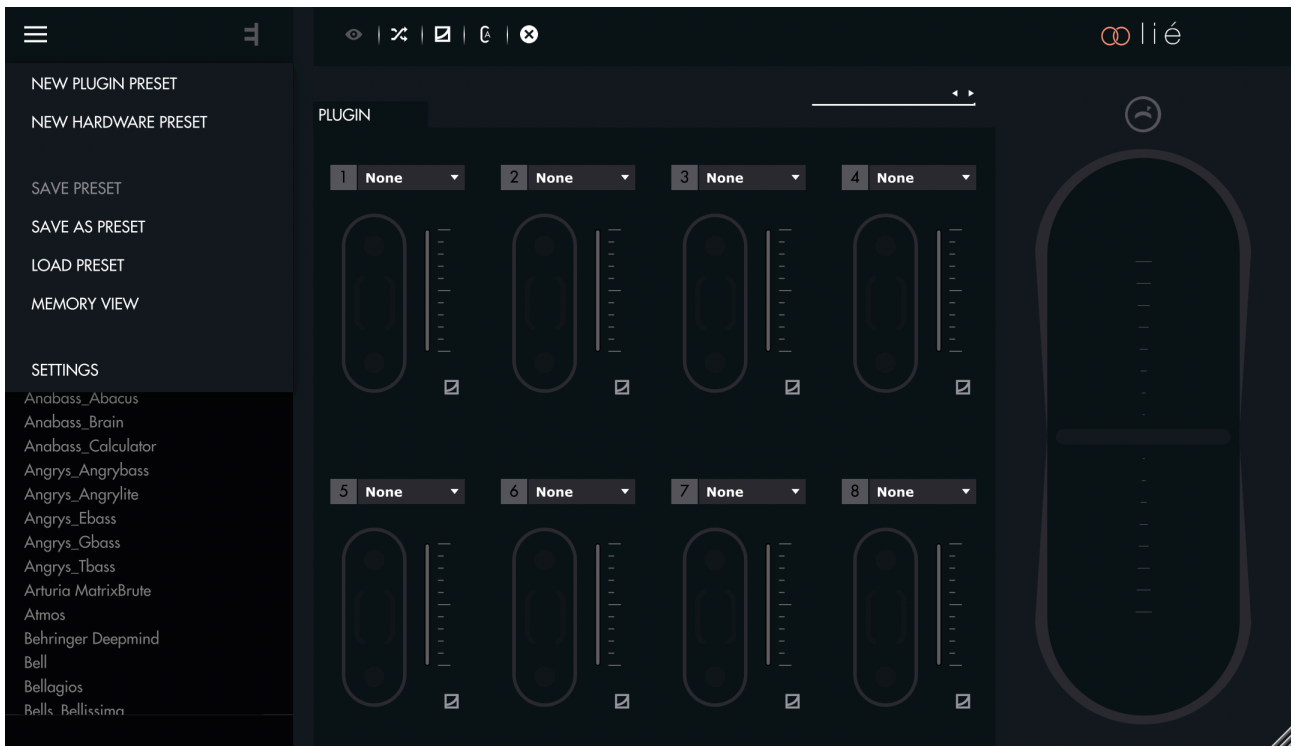 lié
NEW PLUGIN PRESET
NEW HARDWARE PRESET
SAVE PRESET
SAVE AS PRESET
LOAD PRESET
MEMORY VIEW
SETTINGS
Anabass_Abacus
Anabass_Brain
Anabass_Calculator
Angrys_Angrybass
Angrys_Angrylite
Angrys_Ebass
Angrys_Gbass
Angrys_Tbass
Arturia MatrixBrute
Atmos
Behringer Deepmind
Bell
Bellagios
Bells_Bellissima
PLUGIN
1 None 2 None 3 None 4 None
5 None 6 None 7 None 8 None